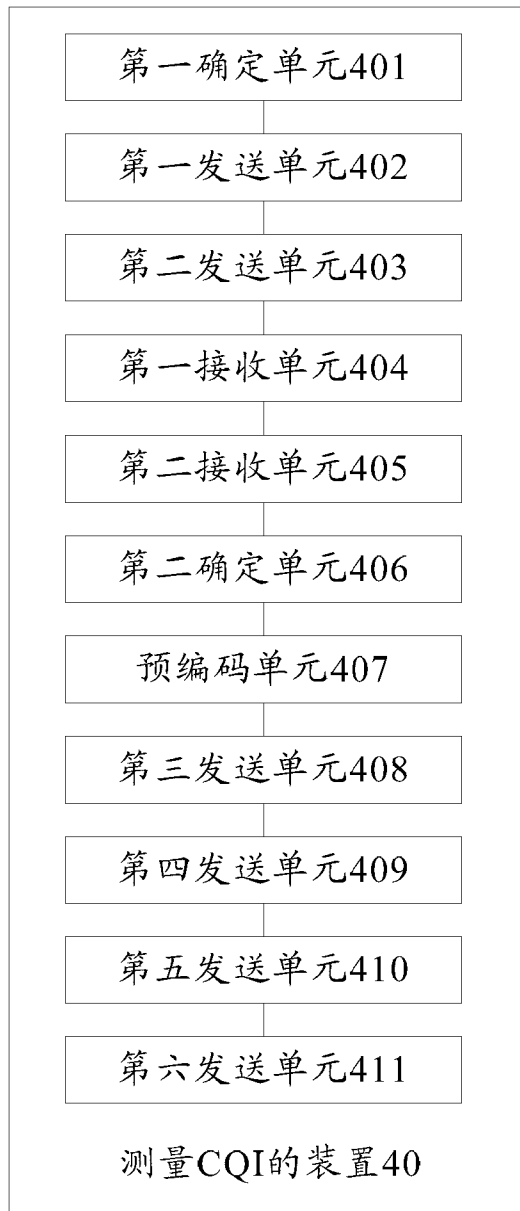 第一确定单元401
第一发送单元402
第二发送单元403
第一接收单元404
第二接收单元405
第二确定单元406
预编码单元407
第三发送单元408
第四发送单元409
第五发送单元410
第六发送单元411
测量CQI的装置40